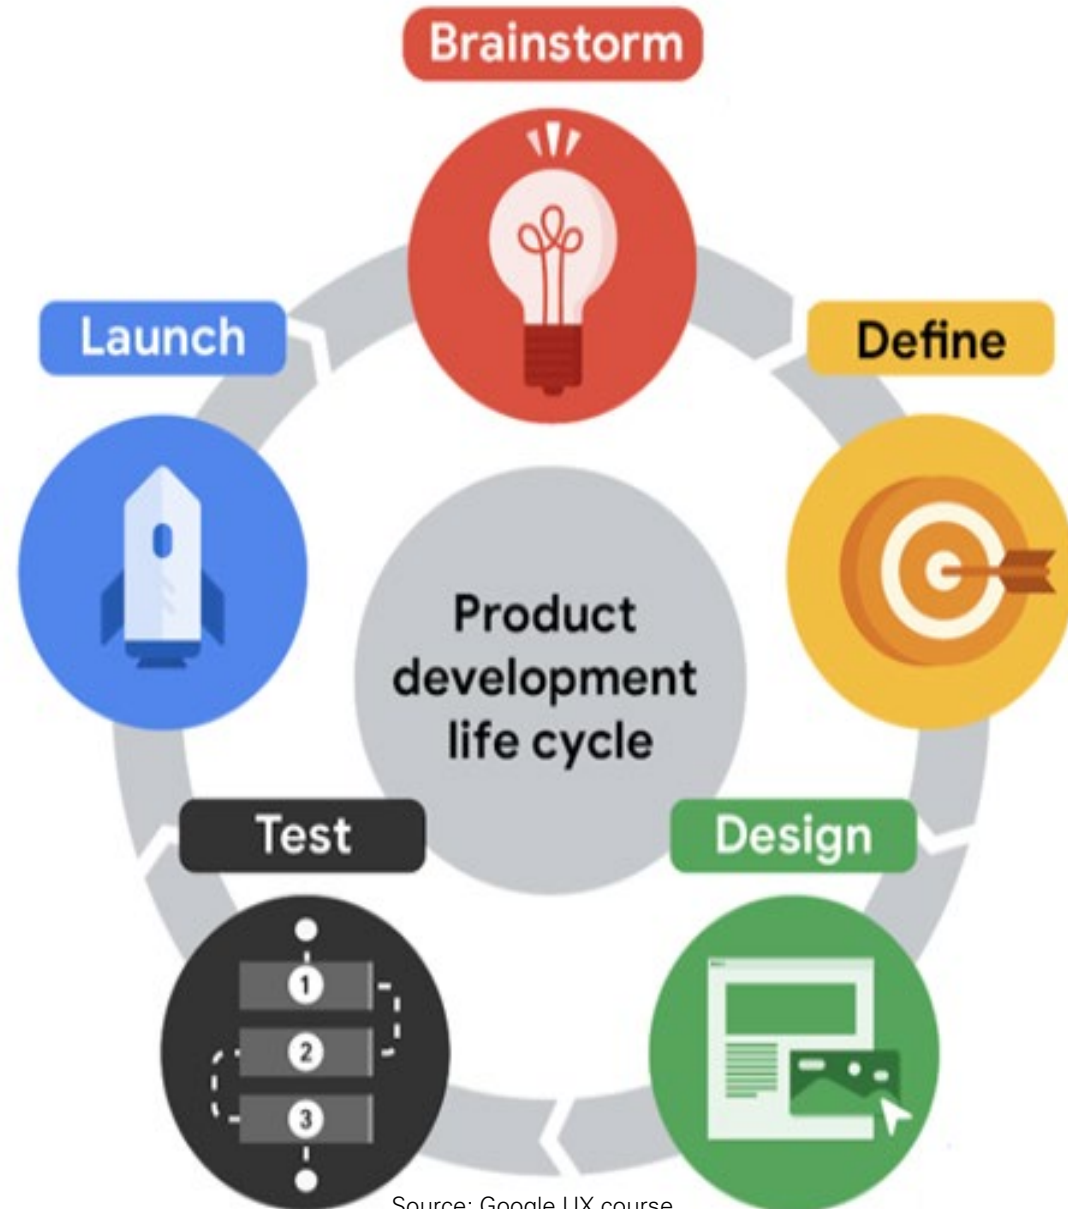 Brainstorm
Launch
Define
Product
development
life cycle
Test
Design
1
2
3
Source: Google UX course